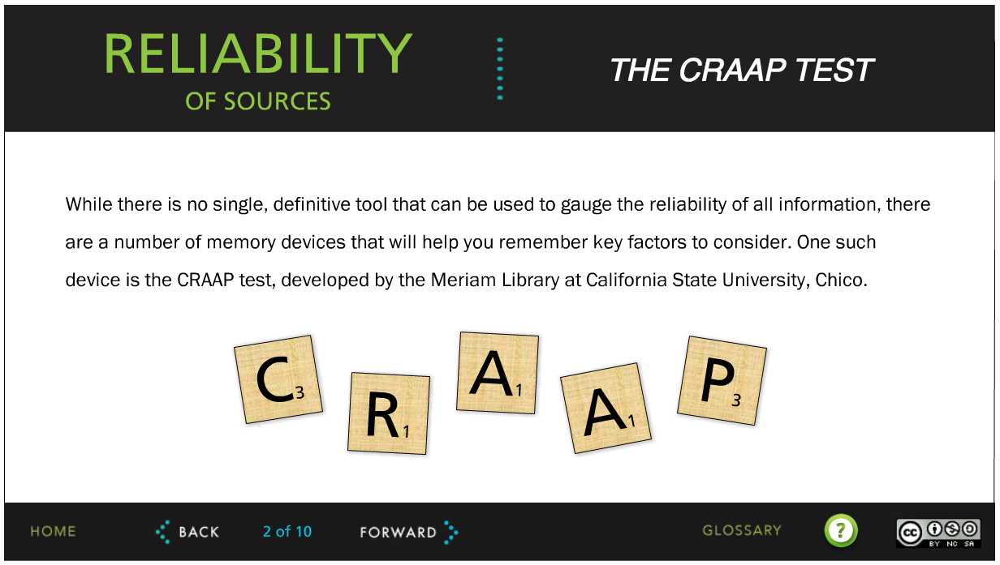 RELIABILITY
OF SOURCES
THE CRAAP TEST
While there is no single, definitive tool that can be used to gauge the reliability of all information, there
are a number of memory devices that will help you remember key factors to consider. One such
device is the CRAAP test, developed by the Meriam Library at California State University, Chico.
C3 R1 A1 A1 P3
HOME BACK 2 of 10 FORWARD GLOSSARY ?
cc BY NC SA